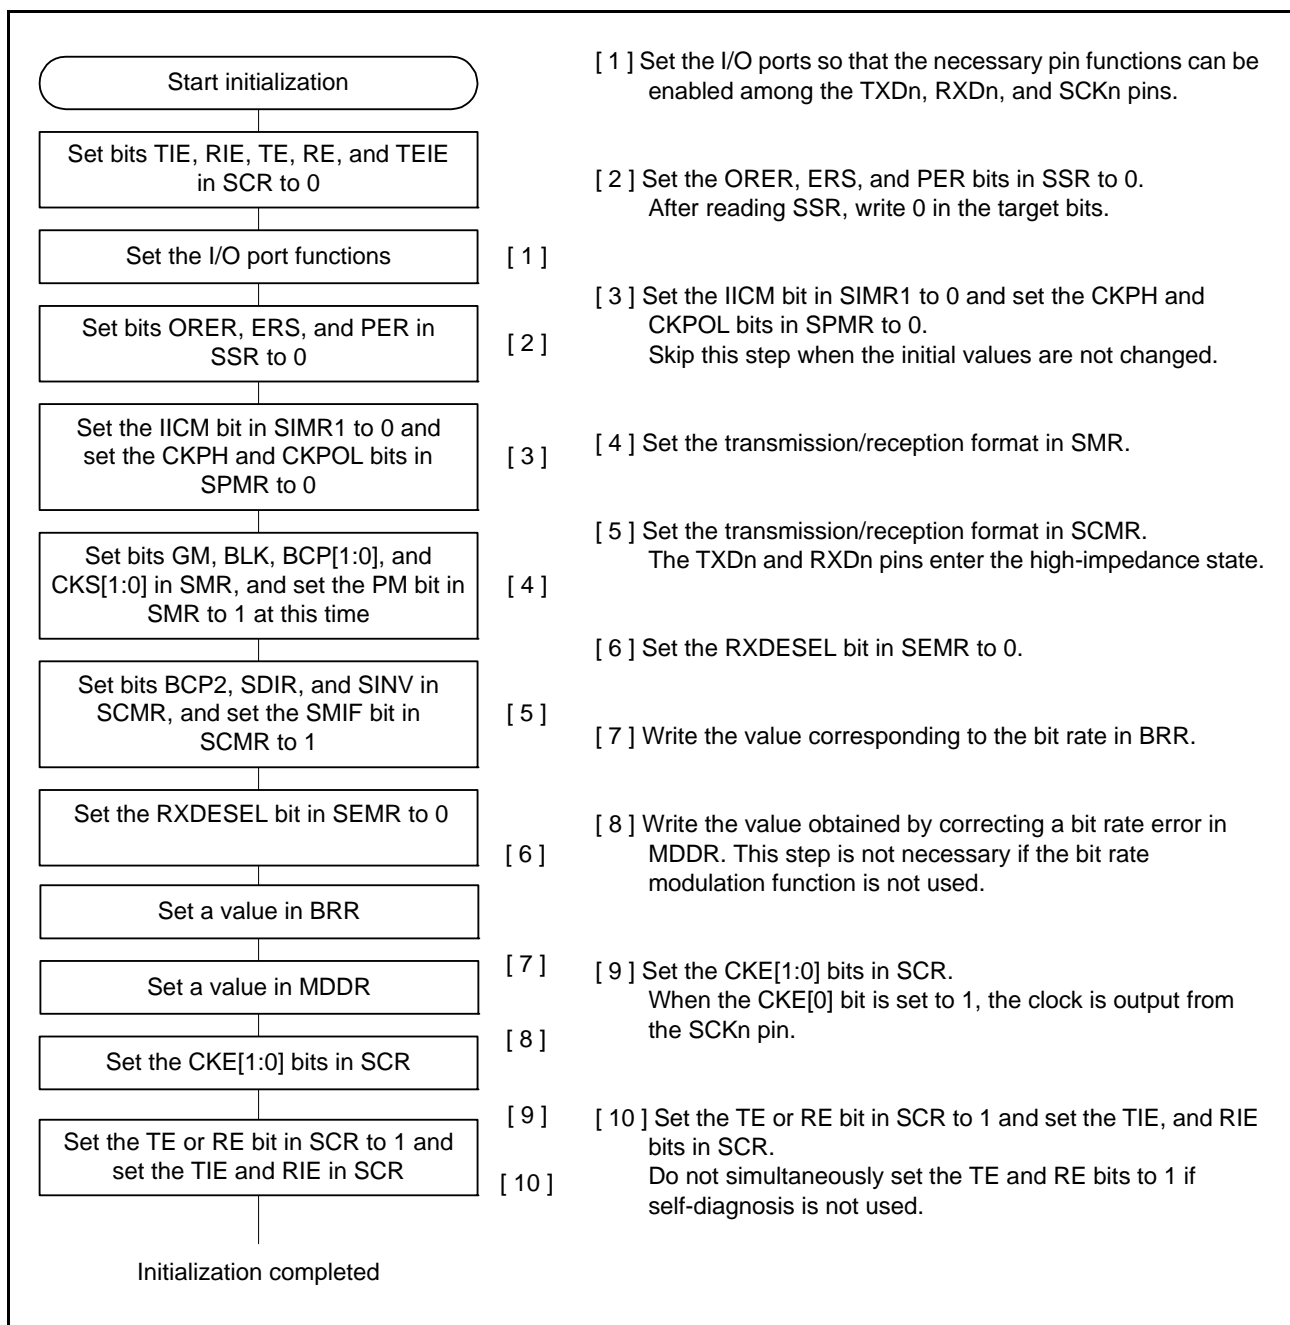 Start initialization
Set bits TIE, RIE, TE, RE, and TEIE
in SCR to 0
Set the I/O port functions
[ 1 ]
Set bits ORER, ERS, and PER in
SSR to 0
[ 2 ]
Set the IICM bit in SIMR1 to 0 and
set the CKPH and CKPOL bits in
SPMR to 0
[ 3 ]
Set bits GM, BLK, BCP[1:0], and
CKS[1:0] in SMR, and set the PM bit in
SMR to 1 at this time
[ 4 ]
Set bits BCP2, SDIR, and SINV in
SCMR, and set the SMIF bit in
SCMR to 1
[ 5 ]
Set the RXDESEL bit in SEMR to 0
[ 6 ]
Set a value in BRR
[ 7 ]
Set a value in MDDR
[ 8 ]
Set the CKE[1:0] bits in SCR
[ 9 ]
Set the TE or RE bit in SCR to 1 and
set the TIE and RIE in SCR
[ 10 ]
Initialization completed
[ 1 ] Set the I/O ports so that the necessary pin functions can be
enabled among the TXDn, RXDn, and SCKn pins.
[ 2 ] Set the ORER, ERS, and PER bits in SSR to 0.
After reading SSR, write 0 in the target bits.
[ 3 ] Set the IICM bit in SIMR1 to 0 and set the CKPH and
CKPOL bits in SPMR to 0.
Skip this step when the initial values are not changed.
[ 4 ] Set the transmission/reception format in SMR.
[ 5 ] Set the transmission/reception format in SCMR.
The TXDn and RXDn pins enter the high-impedance state.
[ 6 ] Set the RXDESEL bit in SEMR to 0.
[ 7 ] Write the value corresponding to the bit rate in BRR.
[ 8 ] Write the value obtained by correcting a bit rate error in
MDDR. This step is not necessary if the bit rate
modulation function is not used.
[ 9 ] Set the CKE[1:0] bits in SCR.
When the CKE[0] bit is set to 1, the clock is output from
the SCKn pin.
[ 10 ] Set the TE or RE bit in SCR to 1 and set the TIE, and RIE
bits in SCR.
Do not simultaneously set the TE and RE bits to 1 if
self-diagnosis is not used.